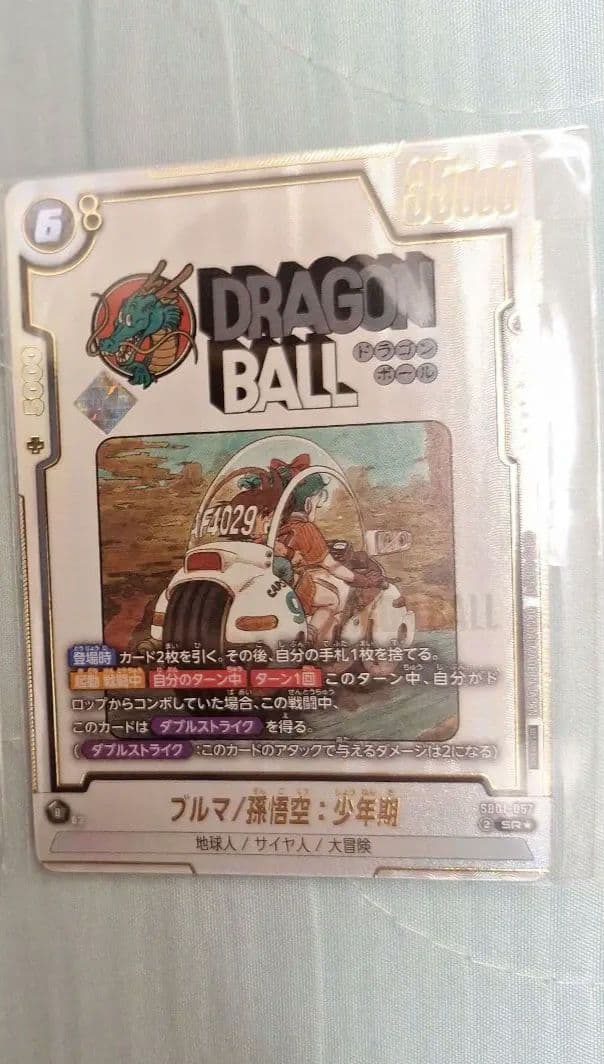 6
8
35000
5000
DRAGON
BALL
ドラゴン
ボール
F4029
CAPS
9
登場時 カード2枚を引く。その後、自分の手札1枚を捨てる。
起動 戦闘中 自分のターン中 ターン1回 このターン中、自分がド
ロップからコンボしていた場合、この戦闘中、
このカードは ダブルストライク を得る。
( ダブルストライク :このカードのアタックで与えるダメージは2になる)
ブルマ/孫悟空：少年期
SB01-057
2 SR★
地球人/サイヤ人/大冒険